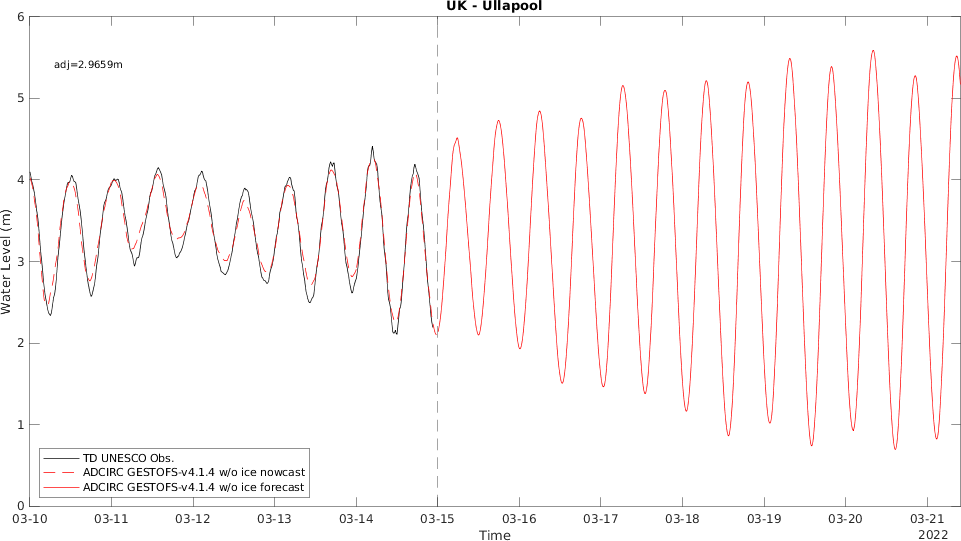 UK - Ullapool
6
adj=2.9659m
5
4
3
2
1
0
Water Level (m)
TD UNESCO Obs.
ADCIRC GESTOFS-v4.1.4 w/o ice nowcast
ADCIRC GESTOFS-v4.1.4 w/o ice forecast
03-10 03-11 03-12 03-13 03-14 03-15 03-16 03-17 03-18 03-19 03-20 03-21
Time
2022